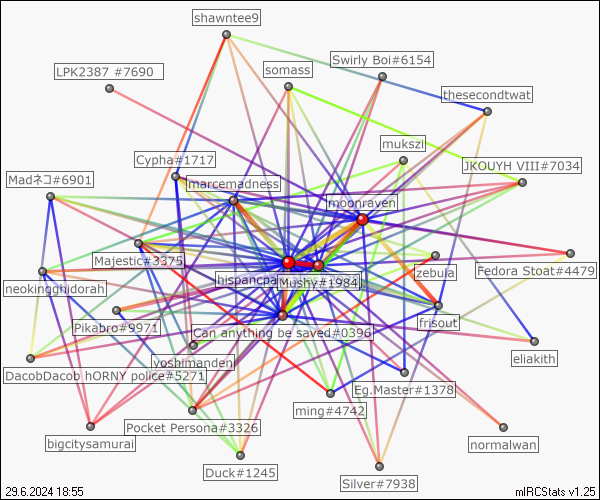 shawntee9
Swirly Boi#6154
LPK2387 #7690
somass
thesecondtwat
mukszi
Cypha#1717
JKOUYH VIII#7034
Madネコ#6901
marcemadness
moonraven
Majestic#3375
zebula
Fedora Stoat#4479
hispancpa
Mushy#1984
neokingghidorah
Pikabro#9971
Can anything be saved#0396
frisout
eliakith
yoshimanden
DacobDacob hORNY police#5271
Eg.Master#1378
ming#4742
Pocket Persona#3326
bigcitysamurai
normalwan
Duck#1245
Silver#7938
29.6.2024 18:55
mIRCStats v1.25